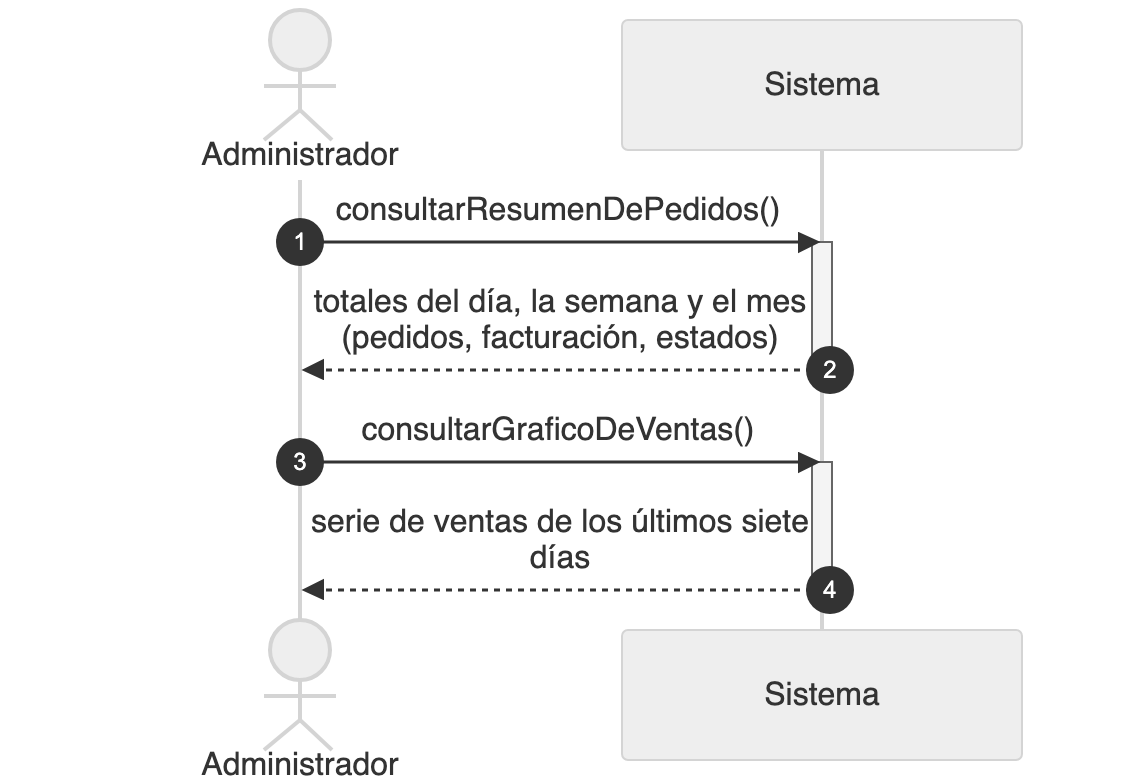 Administrador
Sistema
consultarResumenDePedidos()
1
totales del día, la semana y el mes
(pedidos, facturación, estados)
2
consultarGraficoDeVentas()
3
serie de ventas de los últimos siete
días
4
Administrador
Sistema